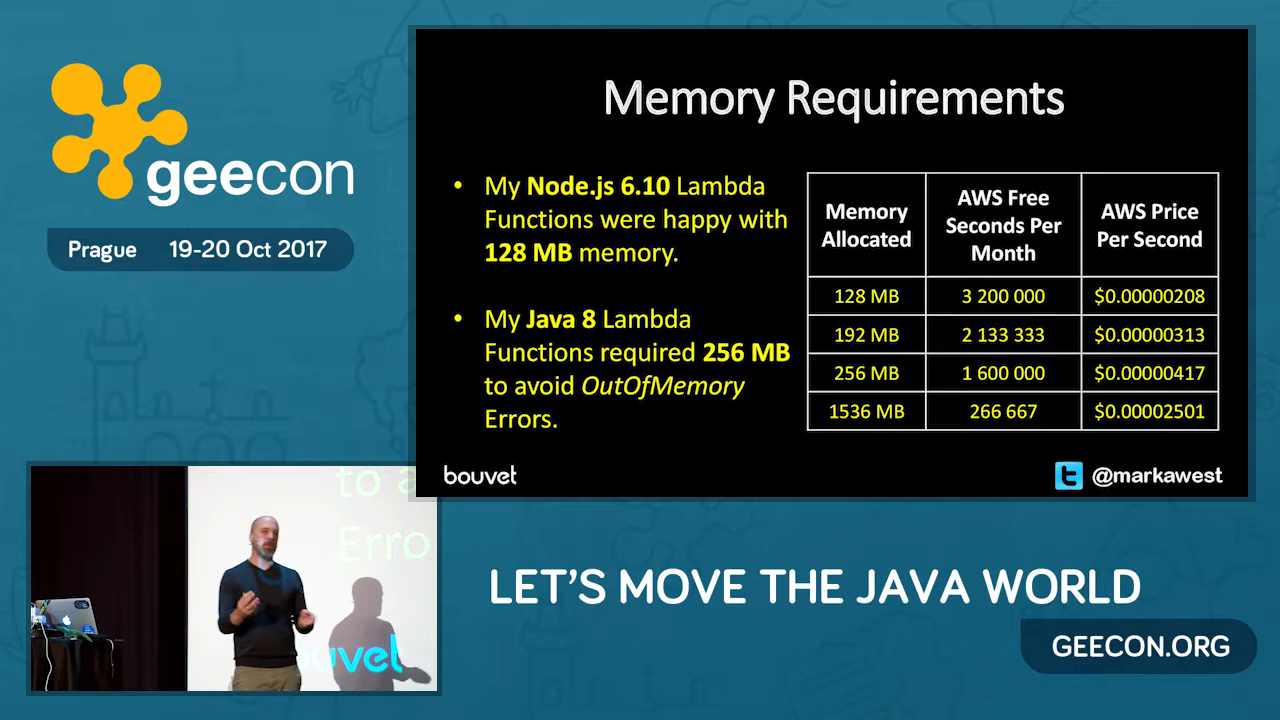 geecon
Prague 19-20 Oct 2017
Memory Requirements
• My Node.js 6.10 Lambda
Functions were happy with
128 MB memory.
• My Java 8 Lambda
Functions required 256 MB
to avoid OutOfMemory
Errors.
Memory Allocated | AWS Free Seconds Per Month | AWS Price Per Second
128 MB | 3 200 000 | $0.00000208
192 MB | 2 133 333 | $0.00000313
256 MB | 1 600 000 | $0.00000417
1536 MB | 266 667 | $0.00002501
bouvet
@markawest
to a
Erro
bouvet
LET'S MOVE THE JAVA WORLD
GEECON.ORG